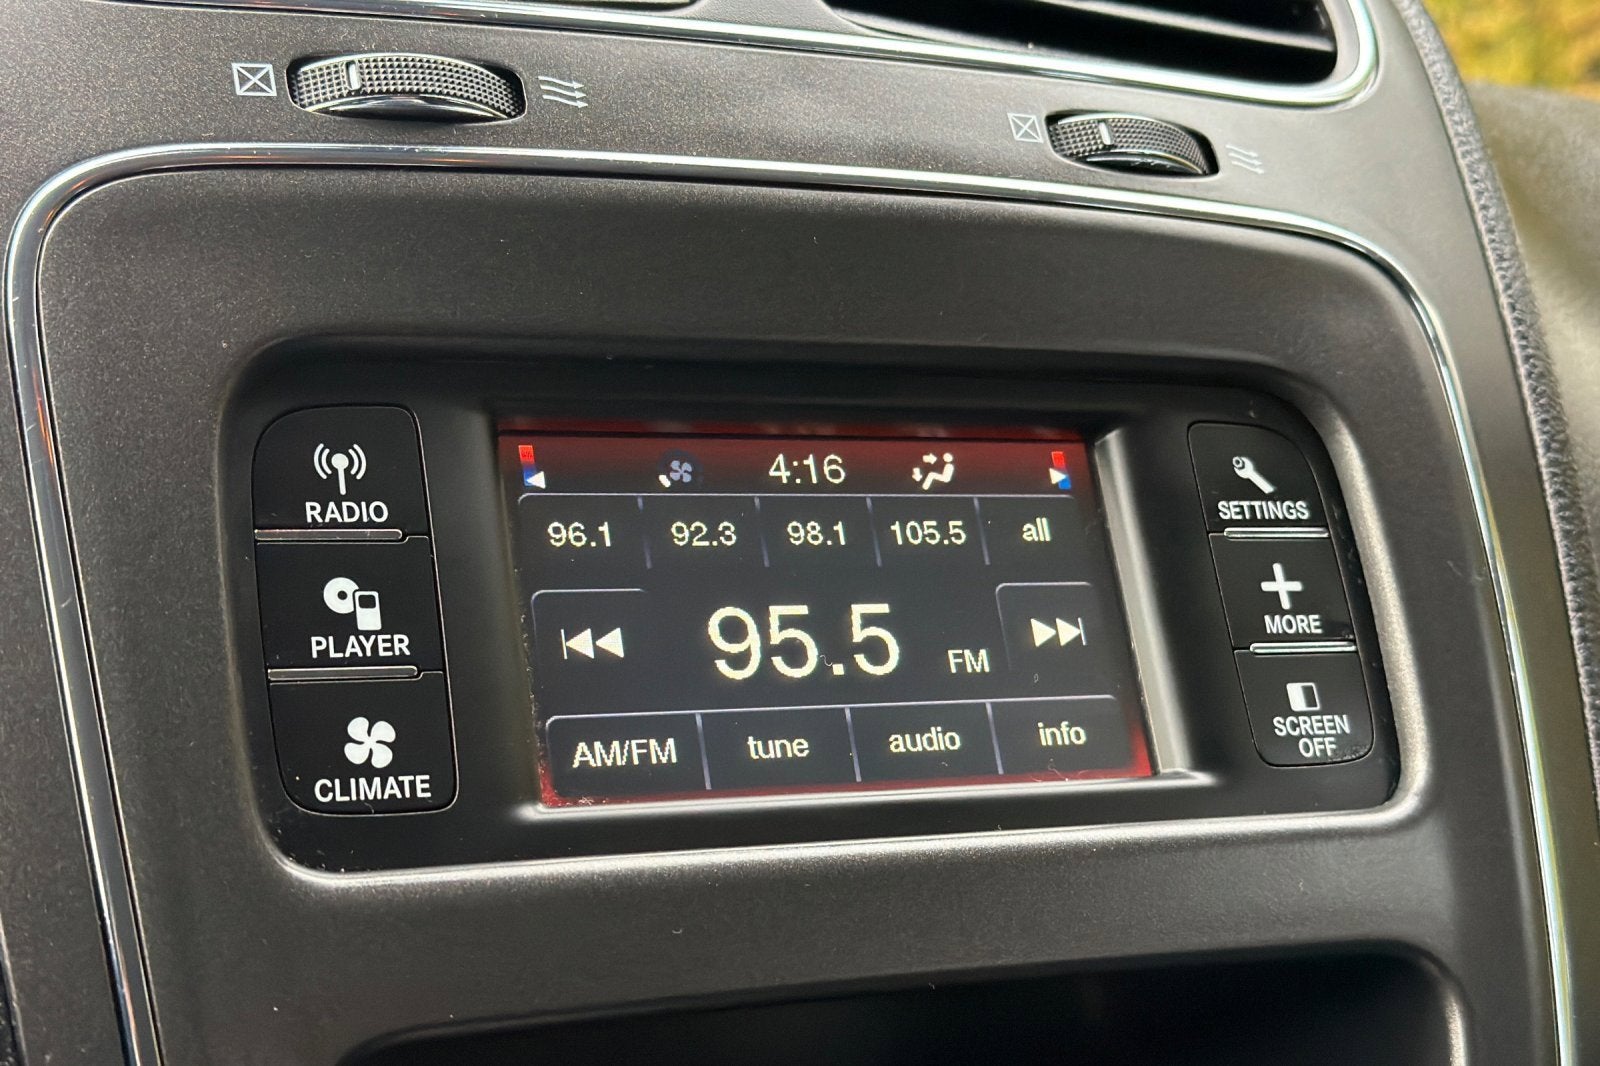 4:16
96.1 92.3 98.1 105.5 all
95.5 FM
AM/FM tune audio info
RADIO
PLAYER
CLIMATE
SETTINGS
MORE
SCREEN
OFF